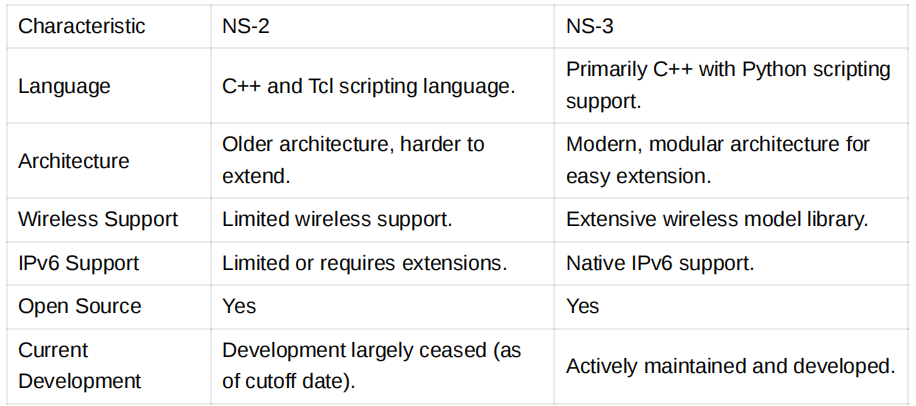 Characteristic NS-2 NS-3
Language C++ and Tcl scripting language. Primarily C++ with Python scripting
support.
Architecture Older architecture, harder to
extend. Modern, modular architecture for
easy extension.
Wireless Support Limited wireless support. Extensive wireless model library.
IPv6 Support Limited or requires extensions. Native IPv6 support.
Open Source Yes Yes
Current
Development Development largely ceased (as
of cutoff date). Actively maintained and developed.